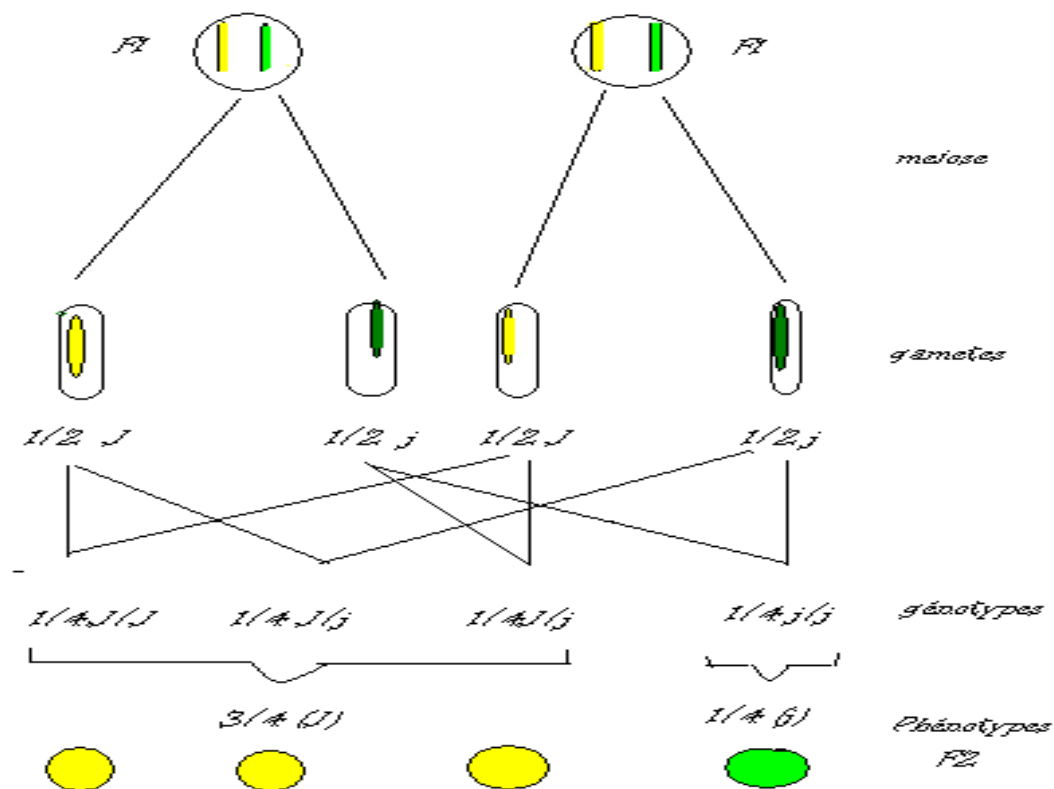 F1 F1
meiose
gametes
1/2 J 1/2 j 1/2 J 1/2 j
1/4 J/J 1/4 J/j 1/4 J/j 1/4 j/j génotypes
3/4 (J) 1/4 (j) Phénotypes
F2